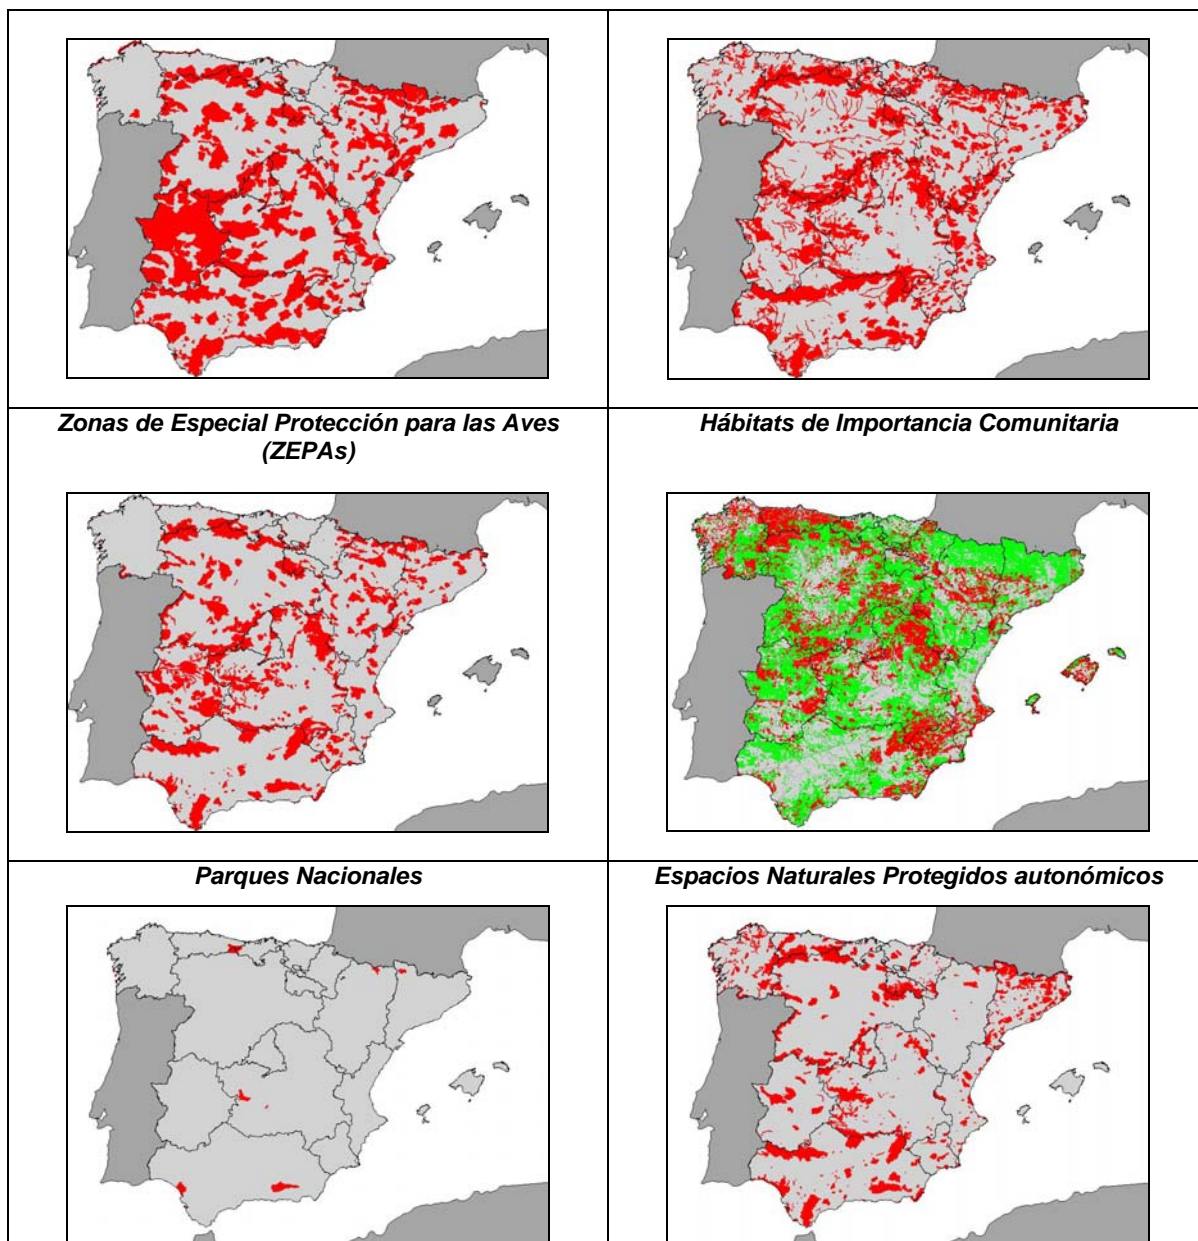 Zonas de Especial Protección para las Aves
(ZEPAs)
Hábitats de Importancia Comunitaria
Parques Nacionales
Espacios Naturales Protegidos autonómicos